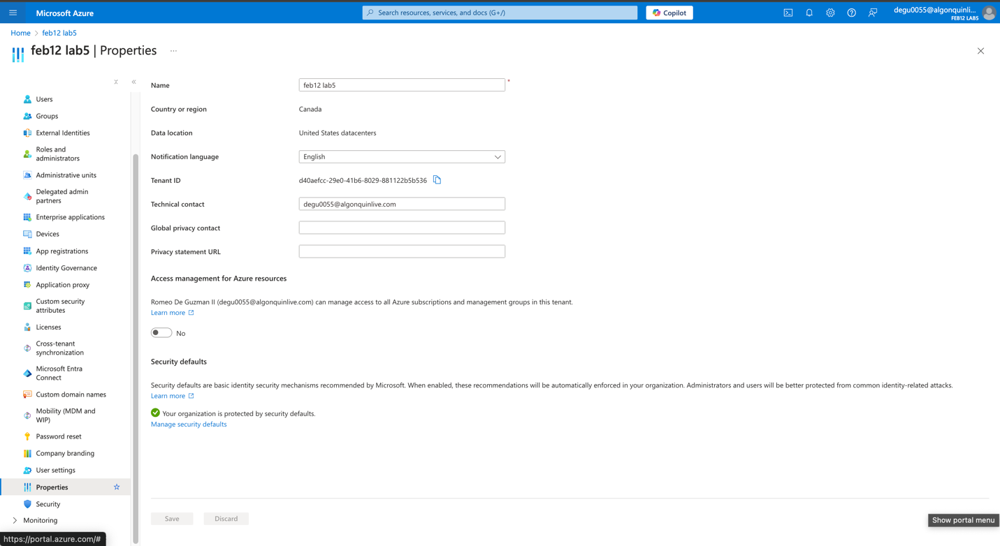 Microsoft Azure
Search resources, services, and docs (G+/)
Copilot
degu0055@algonquinli...
FEB12 LAB5
Home > feb12 lab5
feb12 lab5 | Properties ...
Users
Groups
External Identities
Roles and
administrators
Administrative units
Delegated admin
partners
Enterprise applications
Devices
App registrations
Identity Governance
Application proxy
Custom security
attributes
Licenses
Cross-tenant
synchronization
Microsoft Entra
Connect
Custom domain names
Mobility (MDM and
WIP)
Password reset
Company branding
User settings
Properties
Security
Monitoring
Name
feb12 lab5 *
Country or region
Canada
Data location
United States datacenters
Notification language
English
Tenant ID
d40aefcc-29e0-41b6-8029-881122b5b536
Technical contact
degu0055@algonquinlive.com
Global privacy contact
Privacy statement URL
Access management for Azure resources
Romeo De Guzman II (degu0055@algonquinlive.com) can manage access to all Azure subscriptions and management groups in this tenant.
Learn more
No
Security defaults
Security defaults are basic identity security mechanisms recommended by Microsoft. When enabled, these recommendations will be automatically enforced in your organization. Administrators and users will be better protected from common identity-related attacks.
Learn more
Your organization is protected by security defaults.
Manage security defaults
Save
Discard
Show portal menu
https://portal.azure.com/#